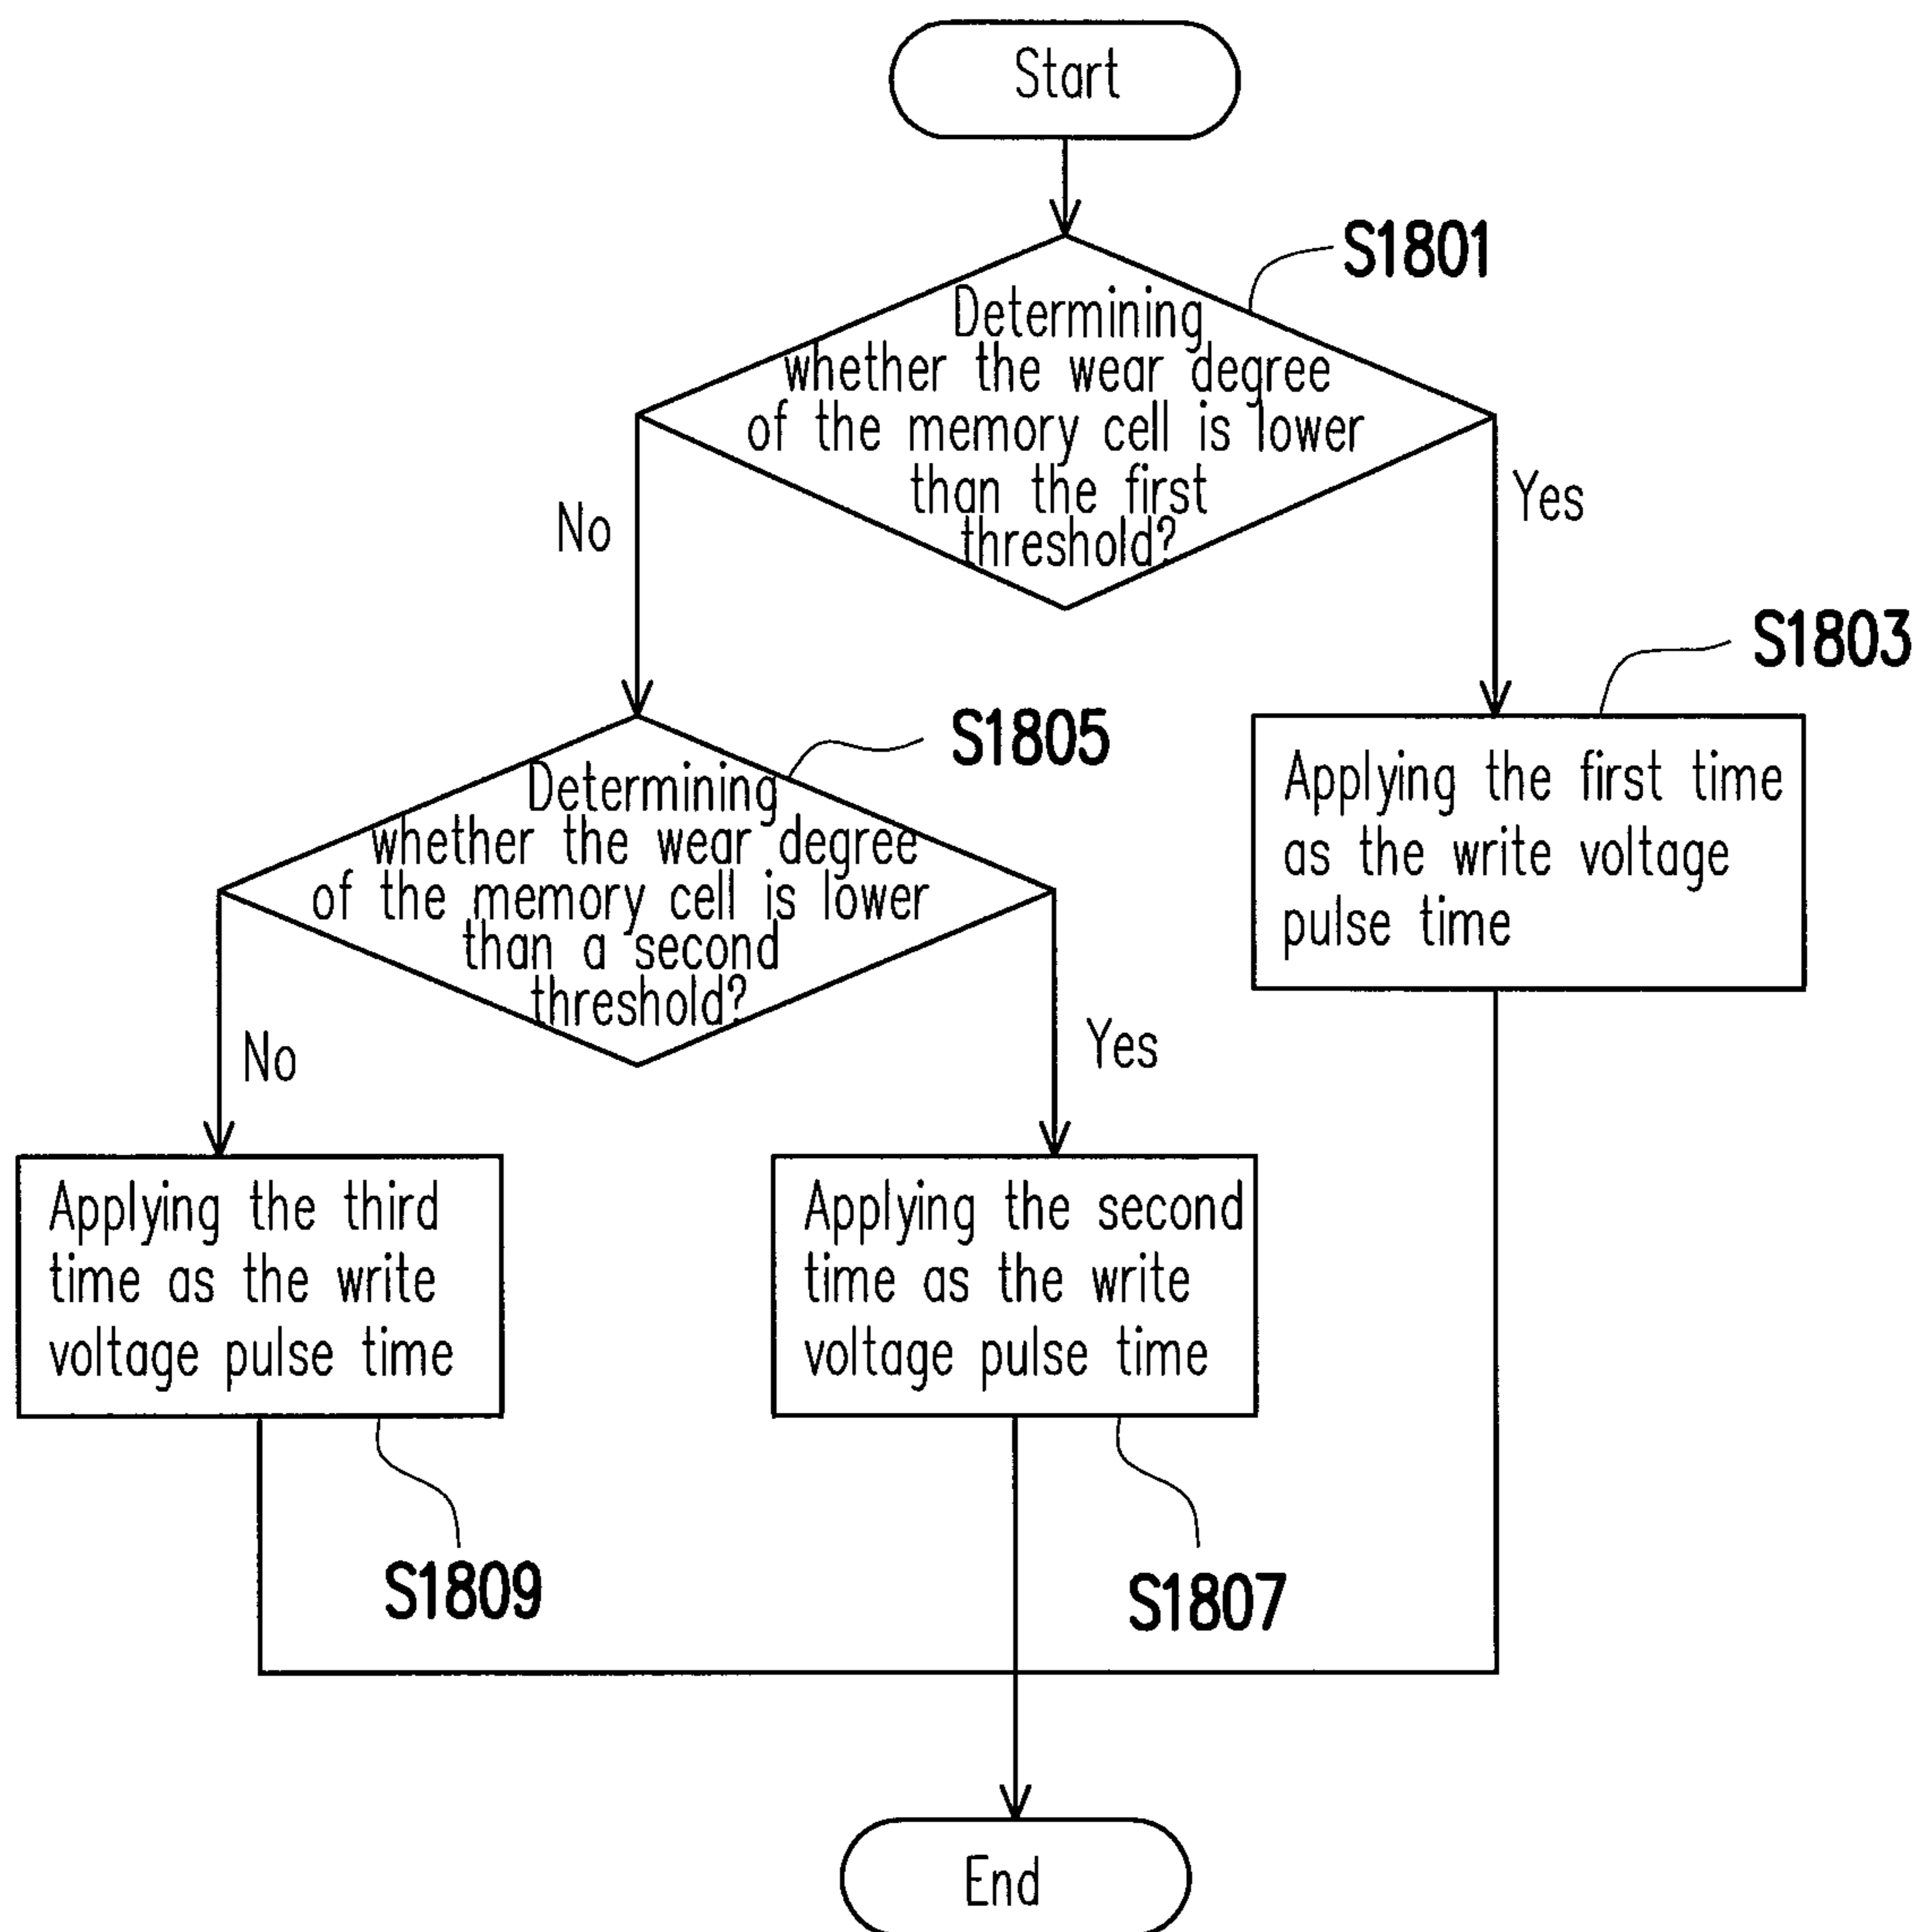 Start
S1801
Determining
whether the wear degree
of the memory cell is lower
than the first
threshold?
No
Yes
S1803
S1805
Applying the first time
as the write voltage
pulse time
Determining
whether the wear degree
of the memory cell is lower
than a second
threshold?
No
Yes
Applying the third
time as the write
voltage pulse time
Applying the second
time as the write
voltage pulse time
S1809
S1807
End